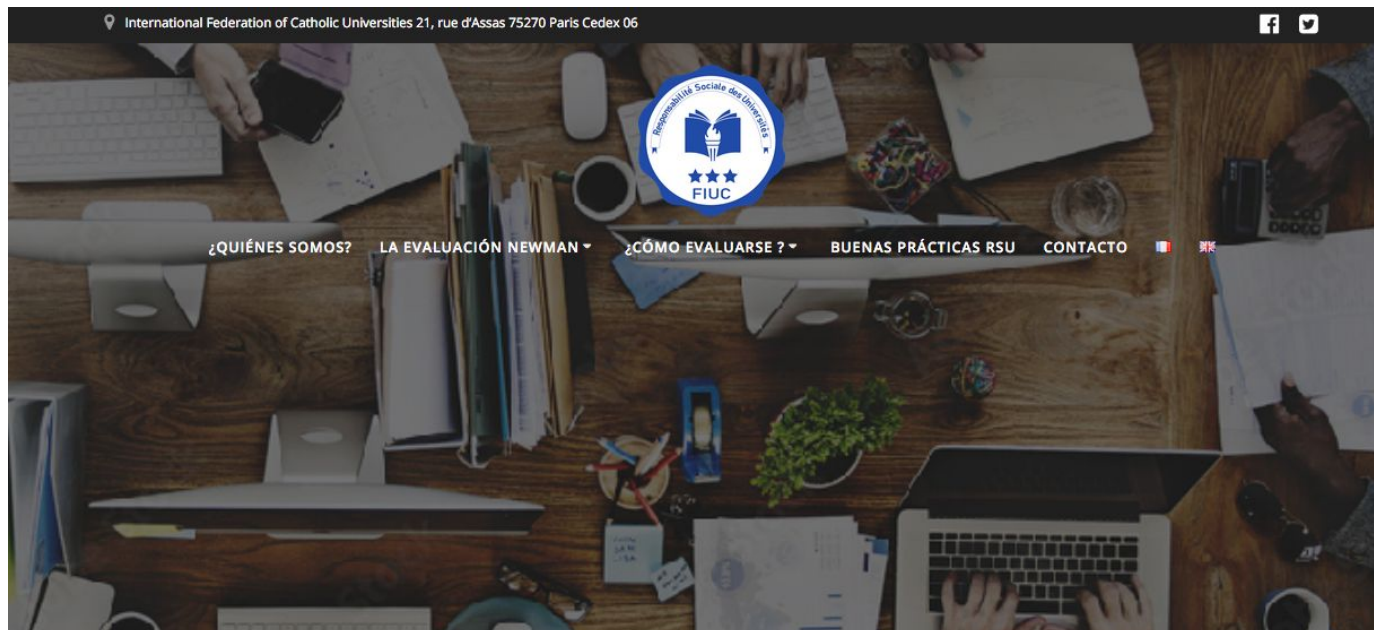 International Federation of Catholic Universities 21, rue d'Assas 75270 Paris Cedex 06
Responsabilité Sociale des Universités
FIUC
¿QUIÉNES SOMOS? LA EVALUACIÓN NEWMAN ¿CÓMO EVALUARSE ? BUENAS PRÁCTICAS RSU CONTACTO